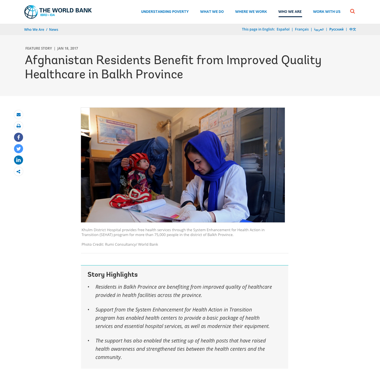 THE WORLD BANK
IBRD • IDA
UNDERSTANDING POVERTY
WHAT WE DO
WHERE WE WORK
WHO WE ARE
WORK WITH US
Who We Are / News
This page in English: Español | Français | العربية | Русский | 中文
FEATURE STORY | JAN 19, 2017
Afghanistan Residents Benefit from Improved Quality
Healthcare in Balkh Province
District Hospital provides free health services through the System Enhancement for Health Action in
Transition (SEHAT) program for more than 75,000 people in the district of Balkh Province.
Photo Credit: Rumi Consultancy/ World Bank
Story Highlights
• Residents in Balkh Province are benefiting from improved quality of healthcare
provided in health facilities across the province.
• Support from the System Enhancement for Health Action in Transition
program has enabled health centers to provide a basic package of health
services and essential hospital services, as well as modernize their equipment.
• The support has also enabled the setting up of health posts that have raised
health awareness and strengthened ties between the health centers and the
community.